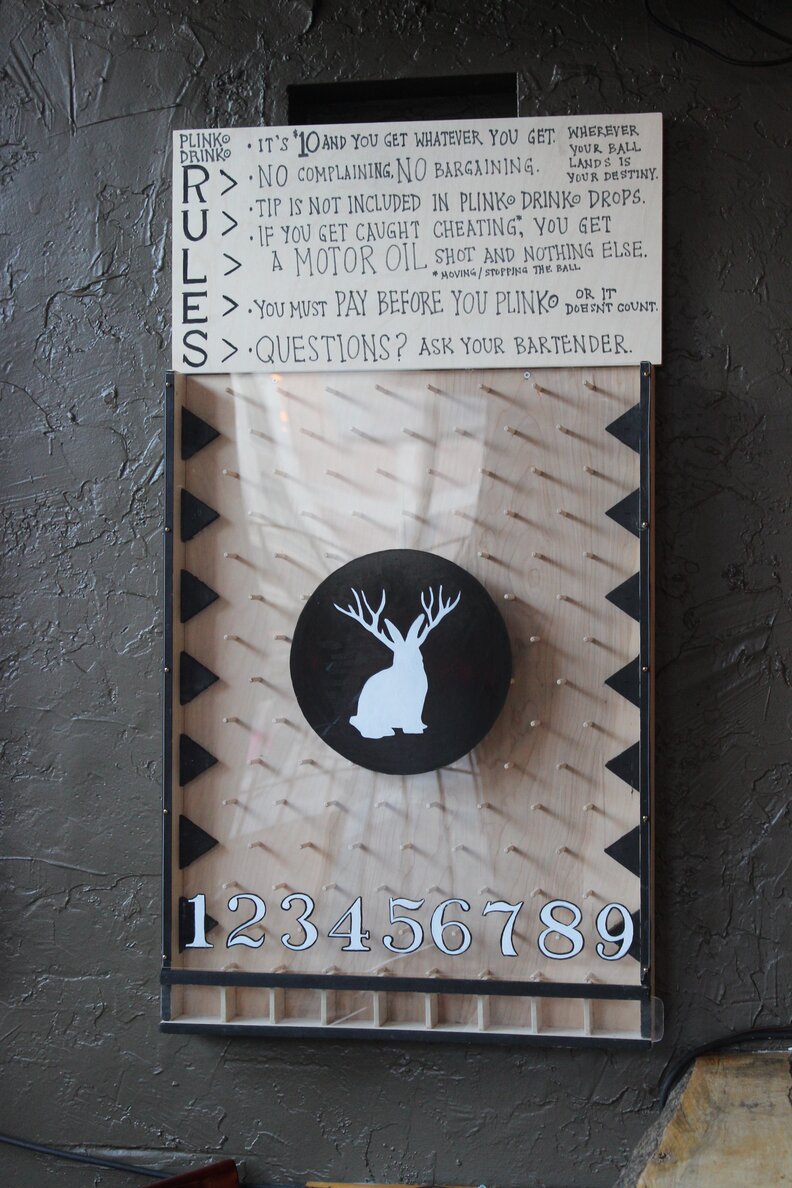 PLINKO
DRINKO
RULES
• IT'S $10 AND YOU GET WHATEVER YOU GET.
WHEREVER
YOUR BALL
LANDS IS
YOUR DESTINY.
• NO COMPLAINING, NO BARGAINING.
• TIP IS NOT INCLUDED IN PLINKO DRINKO DROPS.
• IF YOU GET CAUGHT CHEATING,* YOU GET
A MOTOR OIL SHOT AND NOTHING ELSE.
* MOVING/STOPPING THE BALL
• YOU MUST PAY BEFORE YOU PLINKO OR IT
DOESN'T COUNT.
• QUESTIONS? ASK YOUR BARTENDER.
123456789